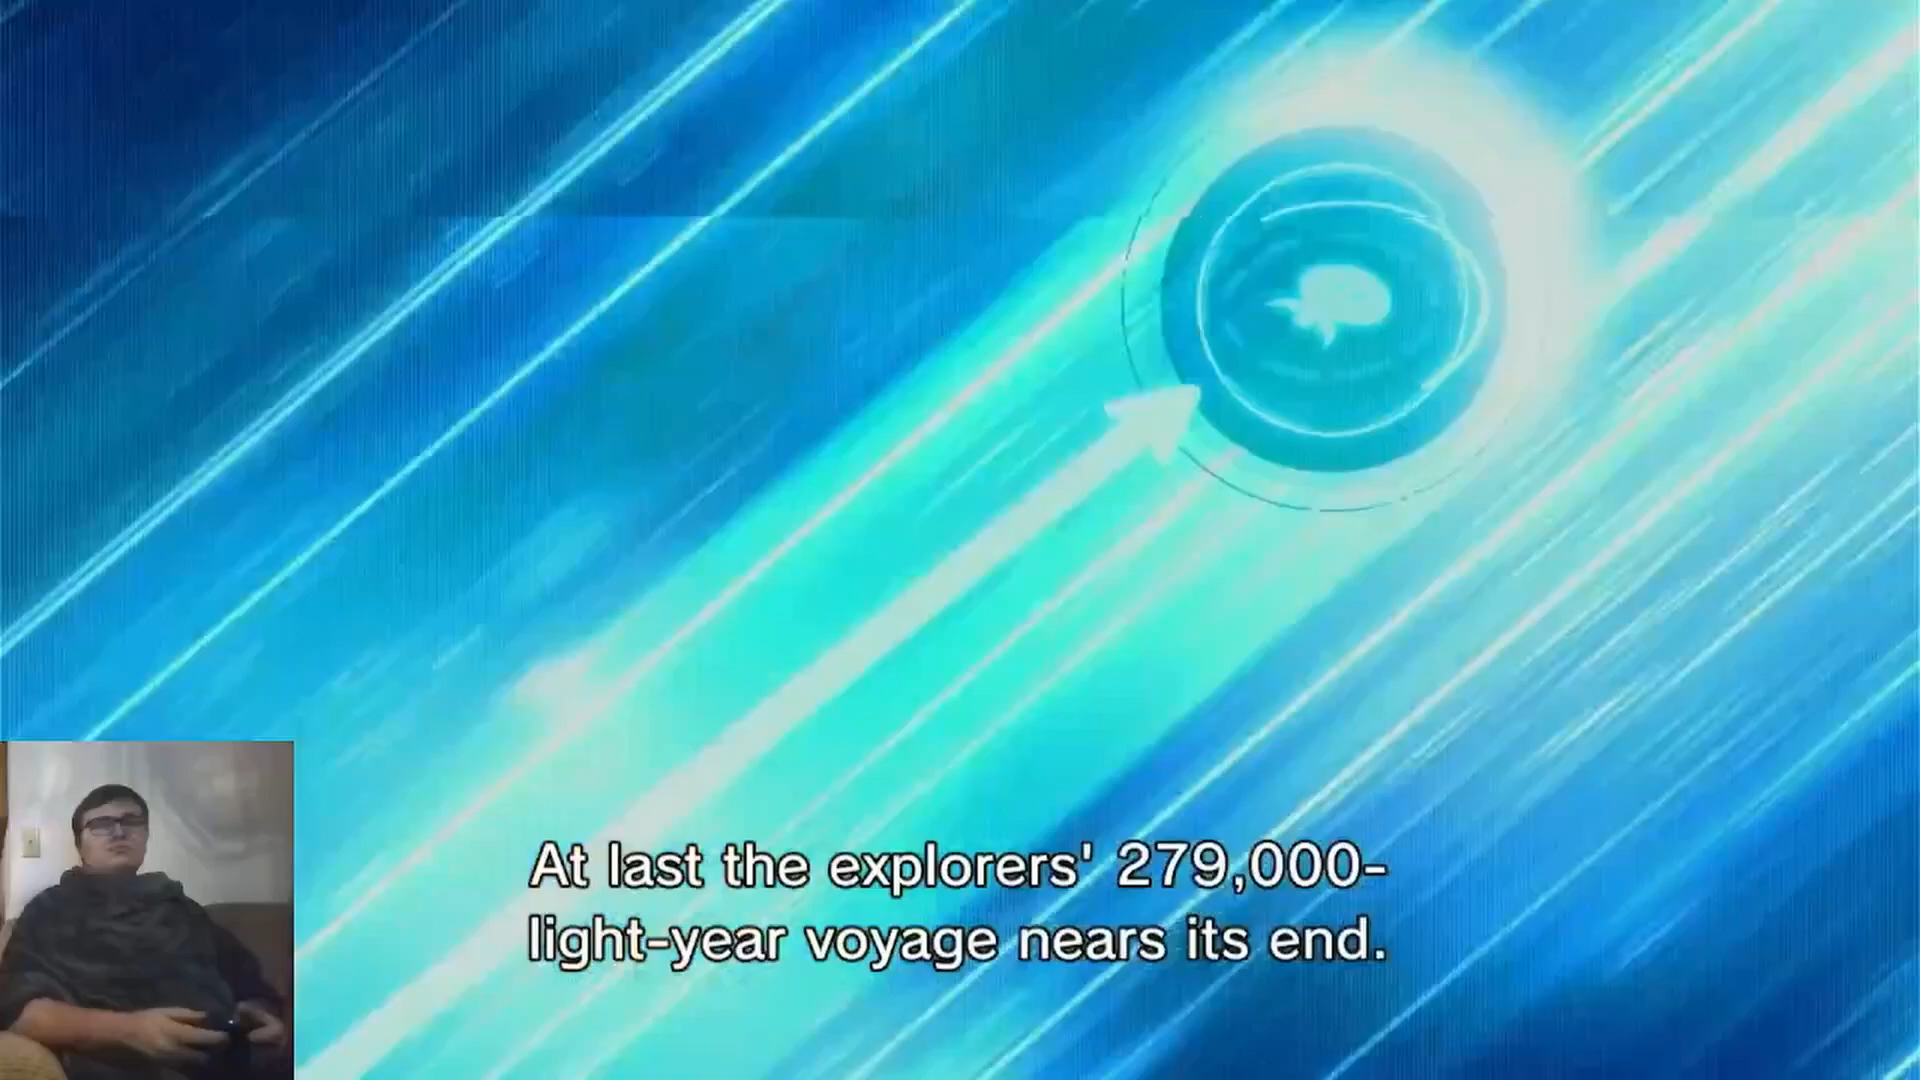 At last the explorers' 279,000-
light-year voyage nears its end.